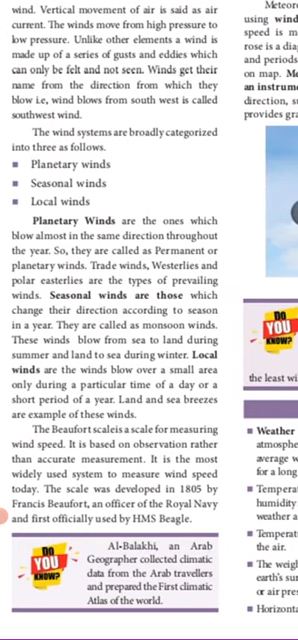 wind. Vertical movement of air is said as air
current. The winds move from high pressure to
low pressure. Unlike other elements a wind is
made up of a series of gusts and eddies which
can only be felt and not seen. Winds get their
name from the direction from which they
blow i.e, wind blows from south west is called
southwest wind.
The wind systems are broadly categorized
into three as follows.
■ Planetary winds
■ Seasonal winds
■ Local winds
Planetary Winds are the ones which
blow almost in the same direction throughout
the year. So, they are called as Permanent or
planetary winds. Trade winds, Westerlies and
polar easterlies are the types of prevailing
winds. Seasonal winds are those which
change their direction according to season
in a year. They are called as monsoon winds.
These winds blow from sea to land during
summer and land to sea during winter. Local
winds are the winds blow over a small area
only during a particular time of a day or a
short period of a year. Land and sea breezes
are example of these winds.
The Beaufort scaleis a scale for measuring
wind speed. It is based on observation rather
than accurate measurement. It is the most
widely used system to measure wind speed
today. The scale was developed in 1805 by
Francis Beaufort, an officer of the Royal Navy
and first officially used by HMS Beagle.
DO
YOU
KNOW?
Al-Balakhi, an Arab
Geographer collected climatic
data from the Arab travellers
and prepared the First climatic
Atlas of the world.
Meteoro
using wind
speed is m
rose is a dia
and periods
on map. Me
an instrume
direction, s
provides gra
DO
YOU
KNOW?
the least wi
■ Weather
atmosphe
average w
for a long
■ Temperat
humidity
weather a
■ Temperatu
the air.
■ The weigh
earth's sur
or air pres
■ Horizonta